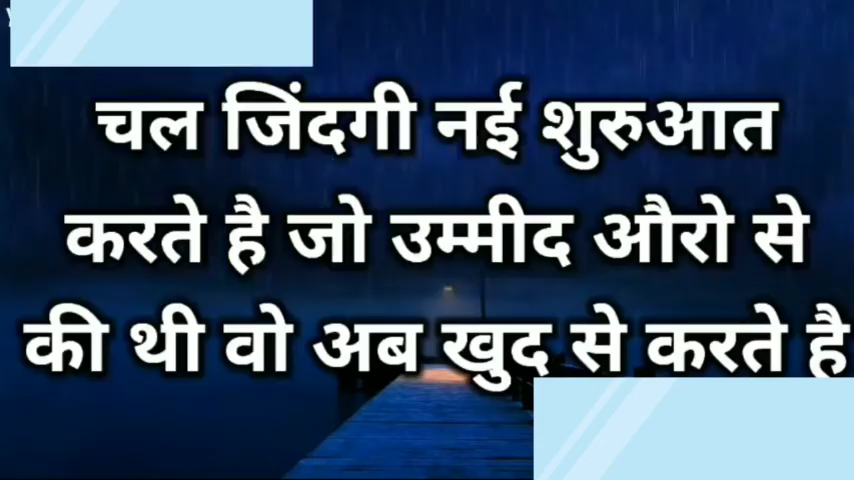 चल जिंदगी नई शुरुआत
करते है जो उम्मीद औरो से
की थी वो अब खुद से करते है